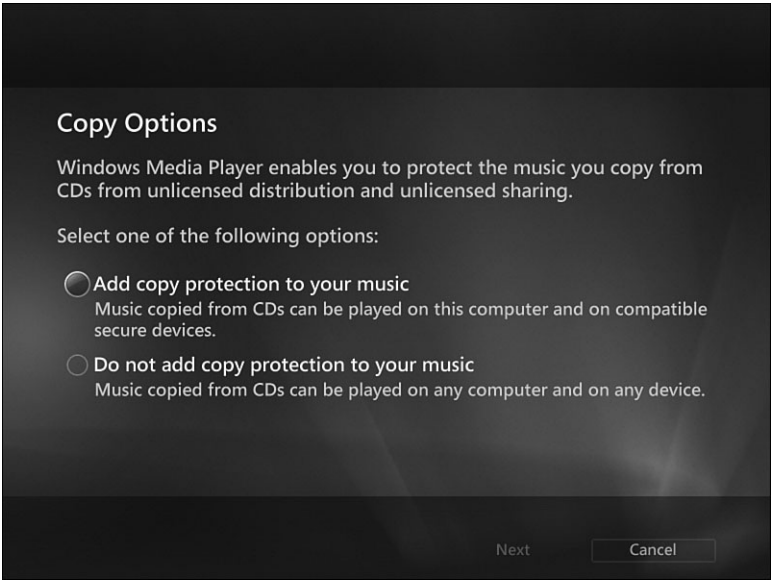 Copy Options
Windows Media Player enables you to protect the music you copy from
CDs from unlicensed distribution and unlicensed sharing.
Select one of the following options:
Add copy protection to your music
Music copied from CDs can be played on this computer and on compatible
secure devices.
Do not add copy protection to your music
Music copied from CDs can be played on any computer and on any device.
Next Cancel